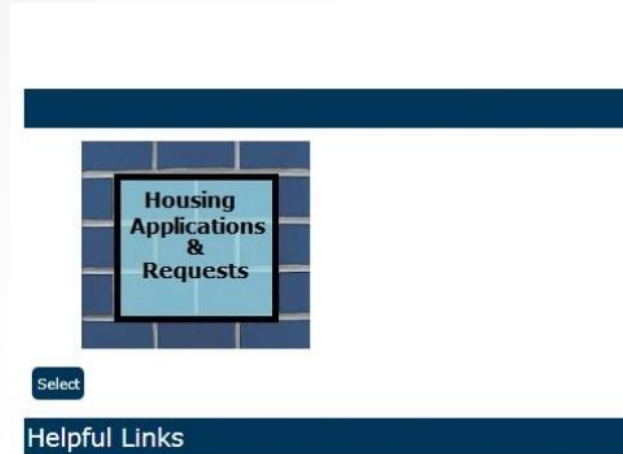 Housing
Applications
&
Requests
Select
Helpful Links